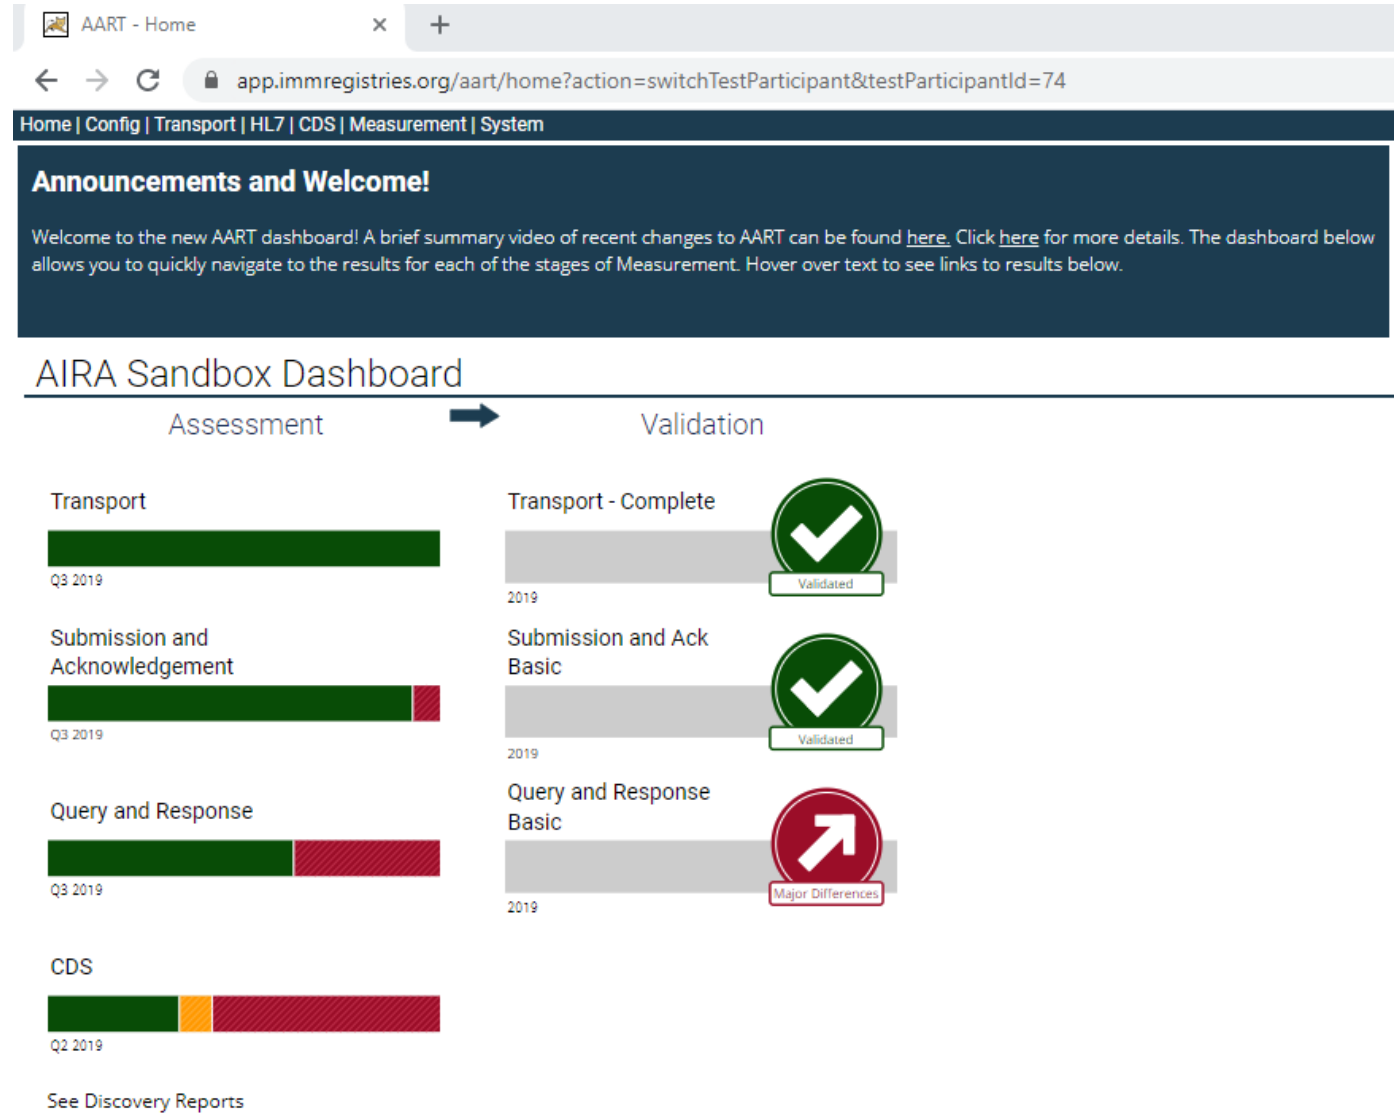 AART - Home
app.immregistries.org/aart/home?action=switchTestParticipant&testParticipantId=74
Home | Config | Transport | HL7 | CDS | Measurement | System
Announcements and Welcome!
Welcome to the new AART dashboard! A brief summary video of recent changes to AART can be found here. Click here for more details. The dashboard below
allows you to quickly navigate to the results for each of the stages of Measurement. Hover over text to see links to results below.
AIRA Sandbox Dashboard
Assessment
Validation
Transport
Q3 2019
Transport - Complete
Validated
2019
Submission and
Acknowledgement
Q3 2019
Submission and Ack
Basic
Validated
2019
Query and Response
Q3 2019
Query and Response
Basic
Major Differences
2019
CDS
Q2 2019
See Discovery Reports